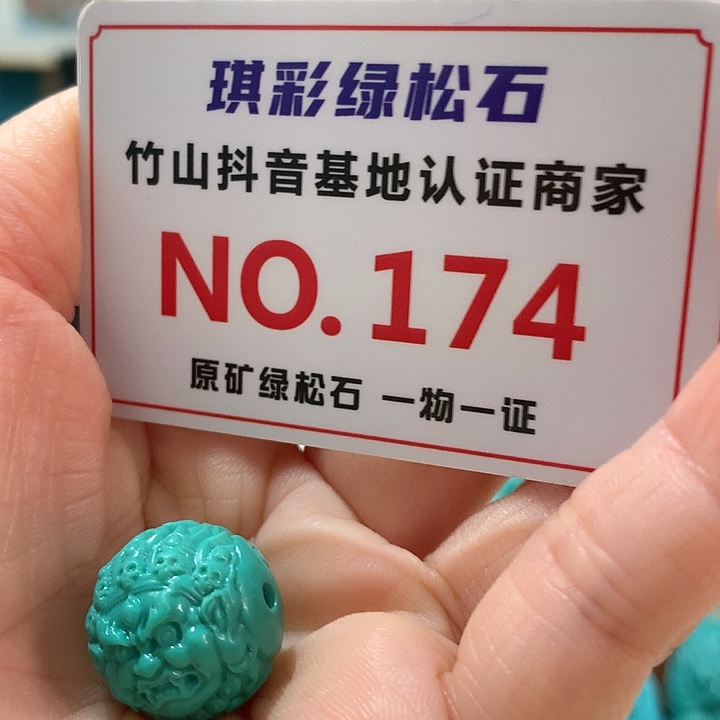 琪彩绿松石
竹山抖音基地认证商家
NO.174
原矿绿松石 一物一证